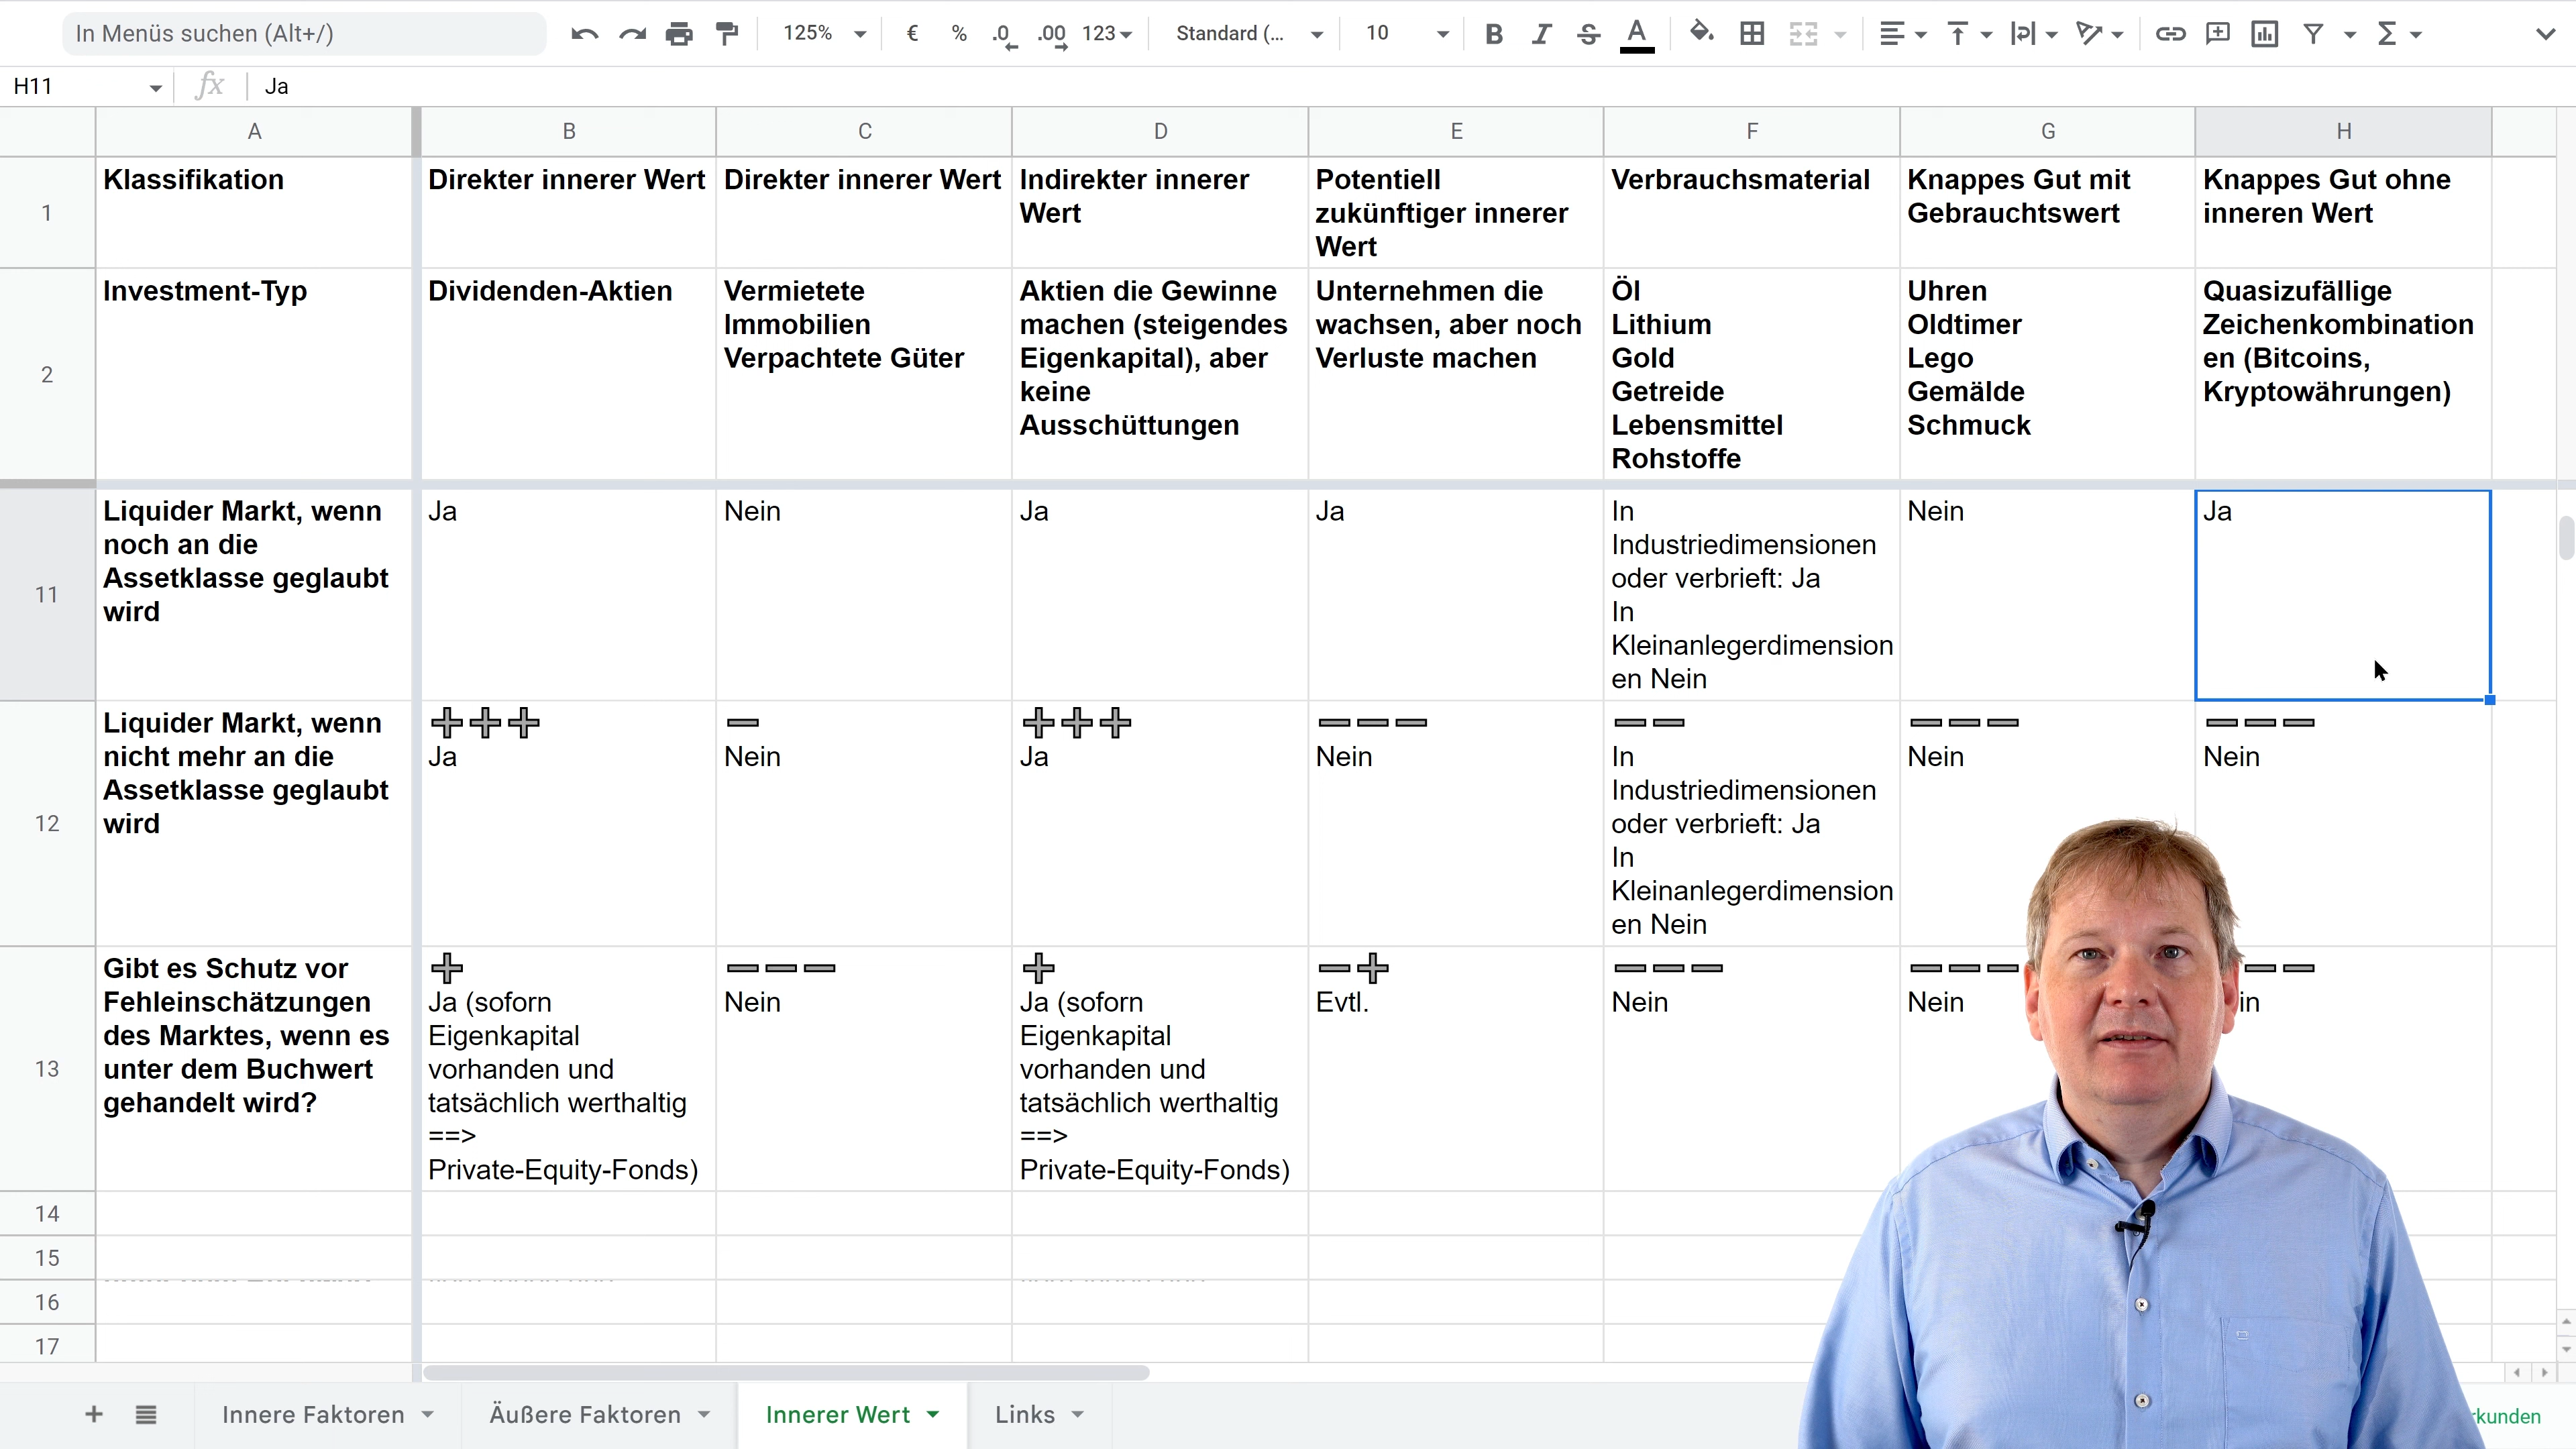 In Menüs suchen (Alt+/)
125%
€
%
.0
.00
123
Standard (...
10
B
I
S
A
Σ
H11
fx
Ja
A
B
C
D
E
F
G
H
1
Klassifikation
Direkter innerer Wert
Direkter innerer Wert
Indirekter innerer
Wert
Potentiell
zukünftiger innerer
Wert
Verbrauchsmaterial
Knappes Gut mit
Gebrauchtswert
Knappes Gut ohne
inneren Wert
2
Investment-Typ
Dividenden-Aktien
Vermietete
Immobilien
Verpachtete Güter
Aktien die Gewinne
machen (steigendes
Eigenkapital), aber
keine
Ausschüttungen
Unternehmen die
wachsen, aber noch
Verluste machen
Öl
Lithium
Gold
Getreide
Lebensmittel
Rohstoffe
Uhren
Oldtimer
Lego
Gemälde
Schmuck
Quasizufällige
Zeichenkombination
en (Bitcoins,
Kryptowährungen)
11
Liquider Markt, wenn
noch an die
Assetklasse geglaubt
wird
Ja
Nein
Ja
Ja
In
Industriedimensionen
oder verbrieft: Ja
In
Kleinanlegerdimension
en Nein
Nein
Ja
12
Liquider Markt, wenn
nicht mehr an die
Assetklasse geglaubt
wird
➕➕➕
Ja
➖
Nein
➕➕➕
Ja
➖➖➖
Nein
➖➖
In
Industriedimensionen
oder verbrieft: Ja
In
Kleinanlegerdimension
en Nein
➖➖➖
Nein
➖➖➖
Nein
13
Gibt es Schutz vor
Fehleinschätzungen
des Marktes, wenn es
unter dem Buchwert
gehandelt wird?
➕
Ja (soforn
Eigenkapital
vorhanden und
tatsächlich werthaltig
==>
Private-Equity-Fonds)
➖➖➖
Nein
➕
Ja (soforn
Eigenkapital
vorhanden und
tatsächlich werthaltig
==>
Private-Equity-Fonds)
➖➕
Evtl.
➖➖➖
Nein
➖➖➖
Nein
➖➖
in
14
15
16
17
+
Innere Faktoren
Äußere Faktoren
Innerer Wert
Links
rkunden